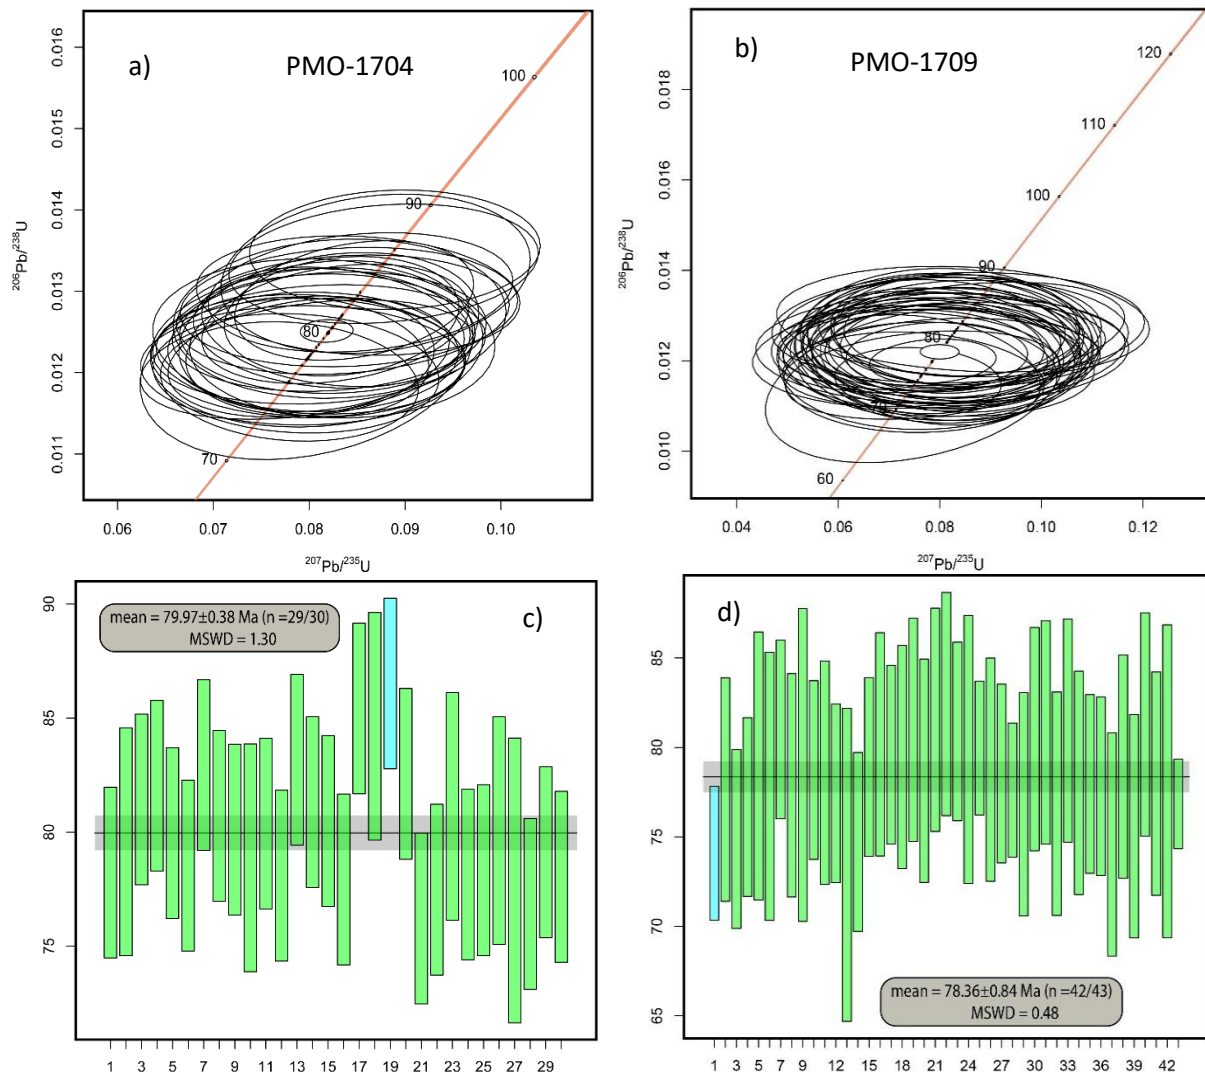 a)
PMO-1704
0.016
0.015
0.014
0.013
0.012
0.011
²⁰⁶Pb/²³⁸U
100
90
80
70
0.06
0.07
0.08
0.09
0.10
²⁰⁷Pb/²³⁵U
b)
PMO-1709
0.018
0.016
0.014
0.012
0.010
²⁰⁶Pb/²³⁸U
120
110
100
90
80
70
60
0.04
0.06
0.08
0.10
0.12
²⁰⁷Pb/²³⁵U
mean = 79.97±0.38 Ma (n =29/30)
MSWD = 1.30
c)
90
85
80
75
1 3 5 7 9 11 13 15 17 19 21 23 25 27 29
d)
85
80
75
70
65
mean = 78.36±0.84 Ma (n =42/43)
MSWD = 0.48
1 3 5 7 9 12 15 18 21 24 27 30 33 36 39 42